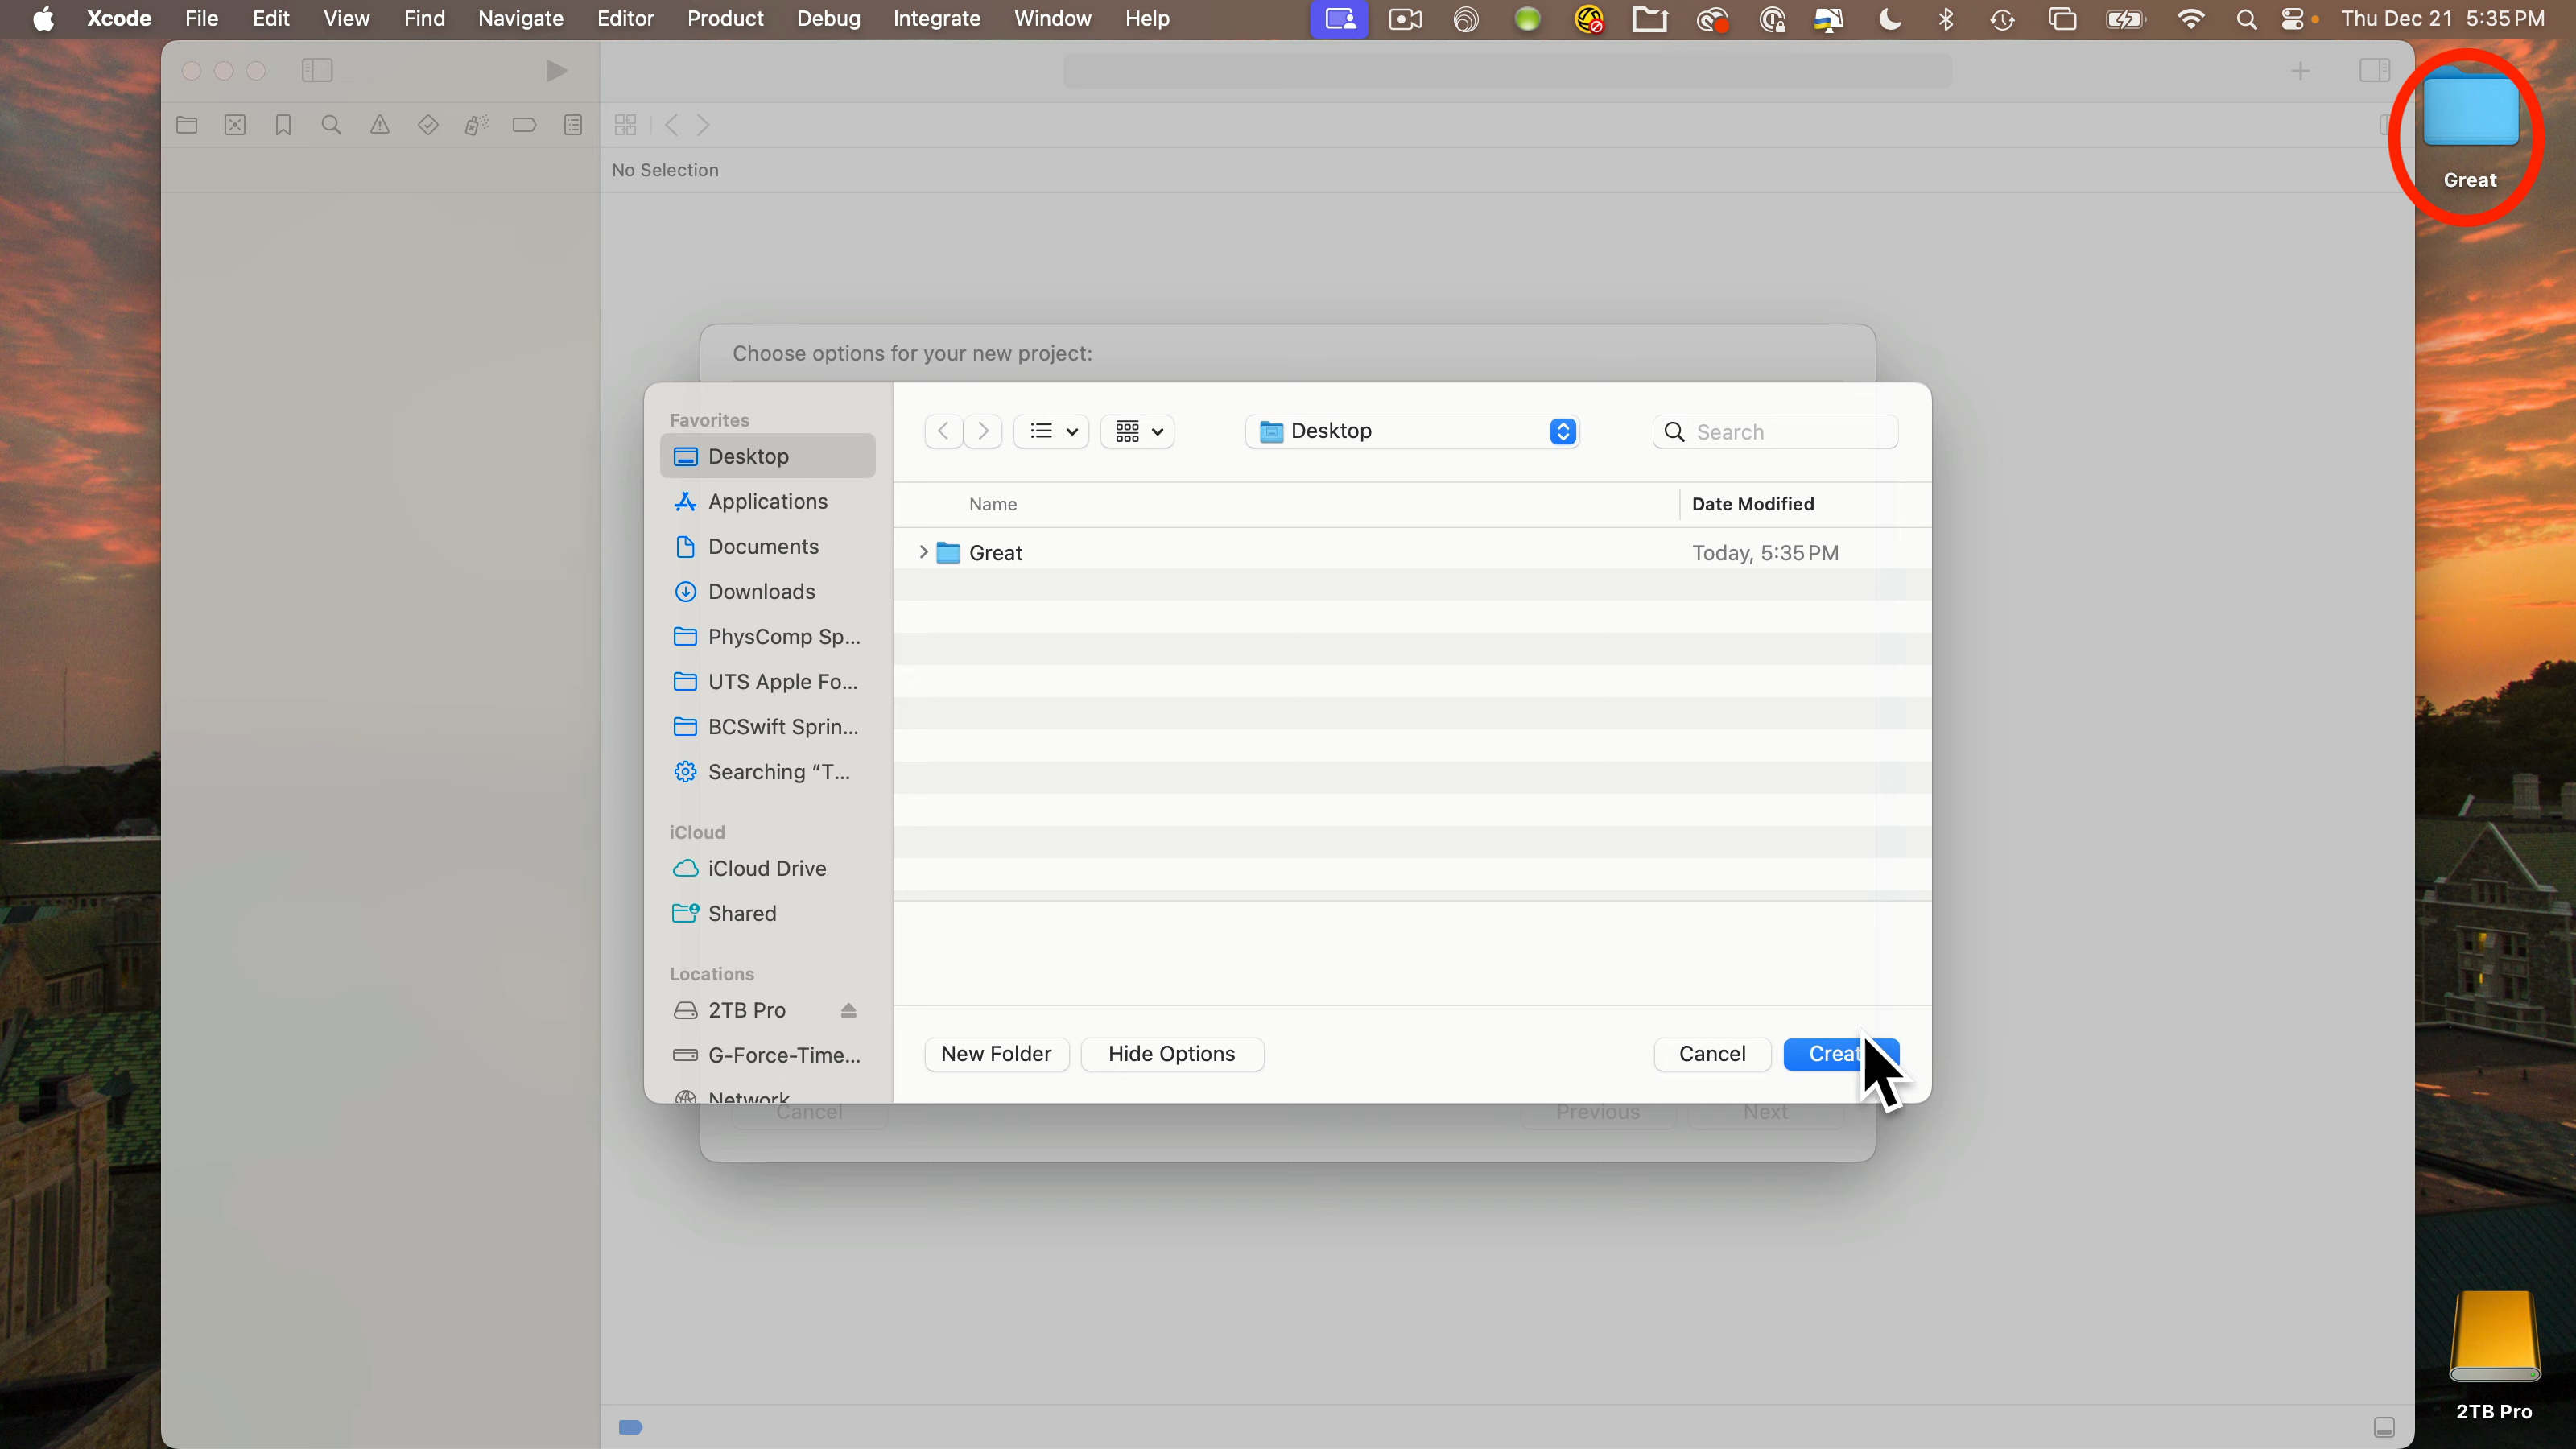 Xcode File Edit View Find Navigate Editor Product Debug Integrate Window Help Thu Dec 21 5:35 PM
No Selection
Great
Choose options for your new project:
Favorites
Desktop
Applications
Documents
Downloads
PhysComp Sp...
UTS Apple Fo...
BCSwift Sprin...
Searching “T...
iCloud
iCloud Drive
Shared
Locations
2TB Pro
G-Force-Time...
Network
Desktop
Search
Name Date Modified
Great Today, 5:35 PM
New Folder Hide Options Cancel Creat
Cancel Previous Next
2TB Pro